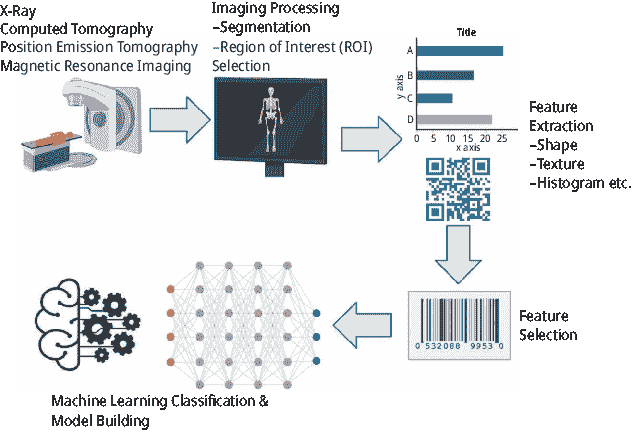 X-Ray
Computed Tomography
Position Emission Tomography
Magnetic Resonance Imaging
Imaging Processing
–Segmentation
–Region of Interest (ROI)
Selection
Title
A
B
C
D
y axis
0 5 10 15 20 25
x axis
Feature
Extraction
–Shape
–Texture
–Histogram etc.
Feature
Selection
0 532088 99530
Machine Learning Classification &
Model Building